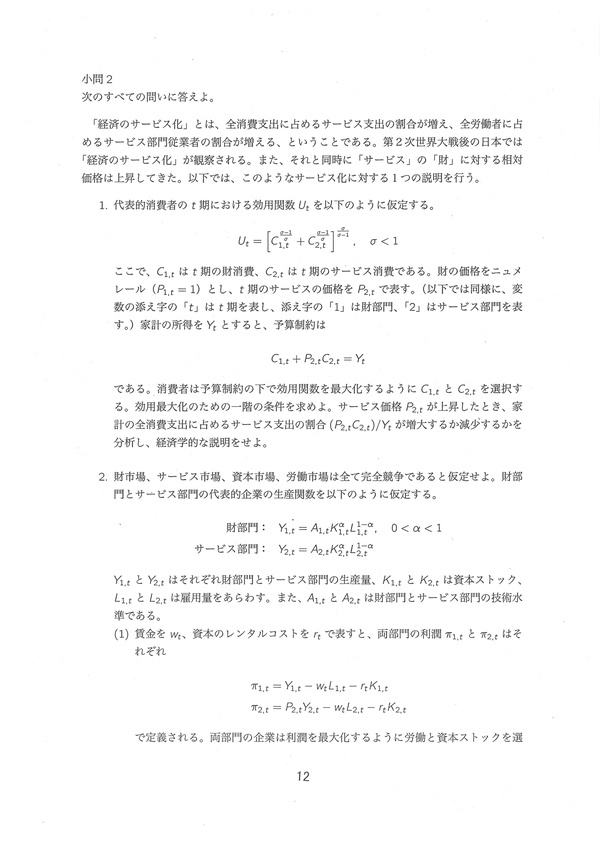 小問 2
次のすべての問いに答えよ。
「経済のサービス化」とは、全消費支出に占めるサービス支出の割合が増え、全労働者に占
めるサービス部門従業者の割合が増える、ということである。第 2 次世界大戦後の日本では
「経済のサービス化」が観察される。また、それと同時に「サービス」の「財」に対する相対
価格は上昇してきた。以下では、このようなサービス化に対する 1 つの説明を行う。
1. 代表的消費者の t 期における効用関数 U_t を以下のように仮定する。
U_t = [C_{1,t}^{\frac{σ-1}{σ}} + C_{2,t}^{\frac{σ-1}{σ}}]^{\frac{σ}{σ-1}}, σ < 1
ここで、C_{1,t} は t 期の財消費、C_{2,t} は t 期のサービス消費である。財の価格をニュメ
レール（P_{1,t} = 1）とし、t 期のサービスの価格を P_{2,t} で表す。（以下では同様に、変
数の添え字の「t」は t 期を表し、添え字の「1」は財部門、「2」はサービス部門を表
す。）家計の所得を Y_t とすると、予算制約は
C_{1,t} + P_{2,t}C_{2,t} = Y_t
である。消費者は予算制約の下で効用関数を最大化するように C_{1,t} と C_{2,t} を選択す
る。効用最大化のための一階の条件を求めよ。サービス価格 P_{2,t} が上昇したとき、家
計の全消費支出に占めるサービス支出の割合 (P_{2,t}C_{2,t})/Y_t が増大するか減少するかを
分析し、経済学的な説明をせよ。
2. 財市場、サービス市場、資本市場、労働市場は全て完全競争であると仮定せよ。財部
門とサービス部門の代表的企業の生産関数を以下のように仮定する。
財部門： Y_{1,t} = A_{1,t}K_{1,t}^{α}L_{1,t}^{1-α}, 0 < α < 1
サービス部門： Y_{2,t} = A_{2,t}K_{2,t}^{α}L_{2,t}^{1-α}
Y_{1,t} と Y_{2,t} はそれぞれ財部門とサービス部門の生産量、K_{1,t} と K_{2,t} は資本ストック、
L_{1,t} と L_{2,t} は雇用量をあらわす。また、A_{1,t} と A_{2,t} は財部門とサービス部門の技術水
準である。
(1) 賃金を w_t、資本のレンタルコストを r_t で表すと、両部門の利潤 π_{1,t} と π_{2,t} はそ
れぞれ
π_{1,t} = Y_{1,t} − w_tL_{1,t} − r_tK_{1,t}
π_{2,t} = P_{2,t}Y_{2,t} − w_tL_{2,t} − r_tK_{2,t}
で定義される。両部門の企業は利潤を最大化するように労働と資本ストックを選
12